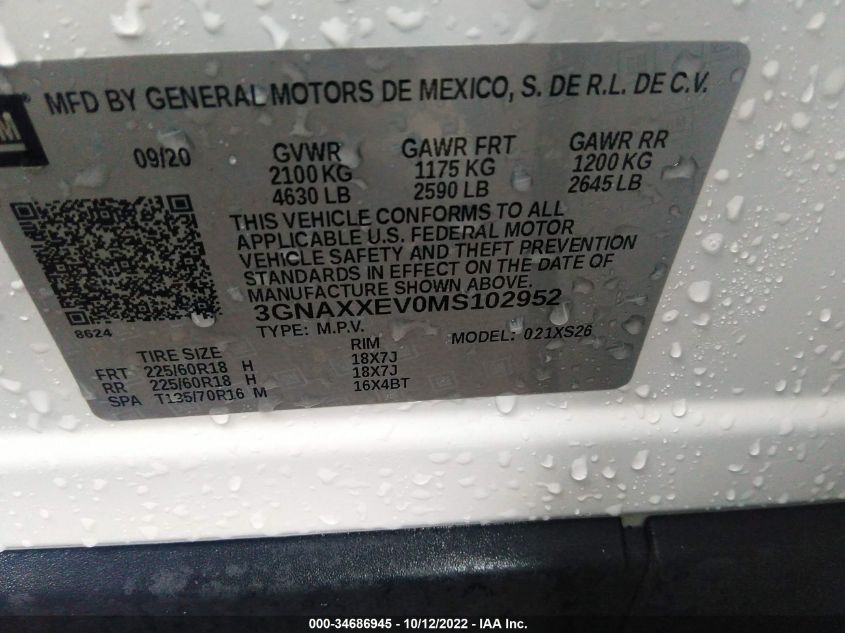 GM
MFD BY GENERAL MOTORS DE MEXICO, S. DE R.L. DE C.V.
09/20 GVWR GAWR FRT GAWR RR
2100 KG 1175 KG 1200 KG
4630 LB 2590 LB 2645 LB
THIS VEHICLE CONFORMS TO ALL
APPLICABLE U.S. FEDERAL MOTOR
VEHICLE SAFETY AND THEFT PREVENTION
STANDARDS IN EFFECT ON THE DATE OF
MANUFACTURE SHOWN ABOVE.
3GNAXXEV0MS102952
8624 TYPE: M.P.V. MODEL: 021XS26
TIRE SIZE RIM
FRT 225/60R18 H 18X7J
RR 225/60R18 H 18X7J
SPA T135/70R16 M 16X4BT
000-34686945 - 10/12/2022 - IAA Inc.